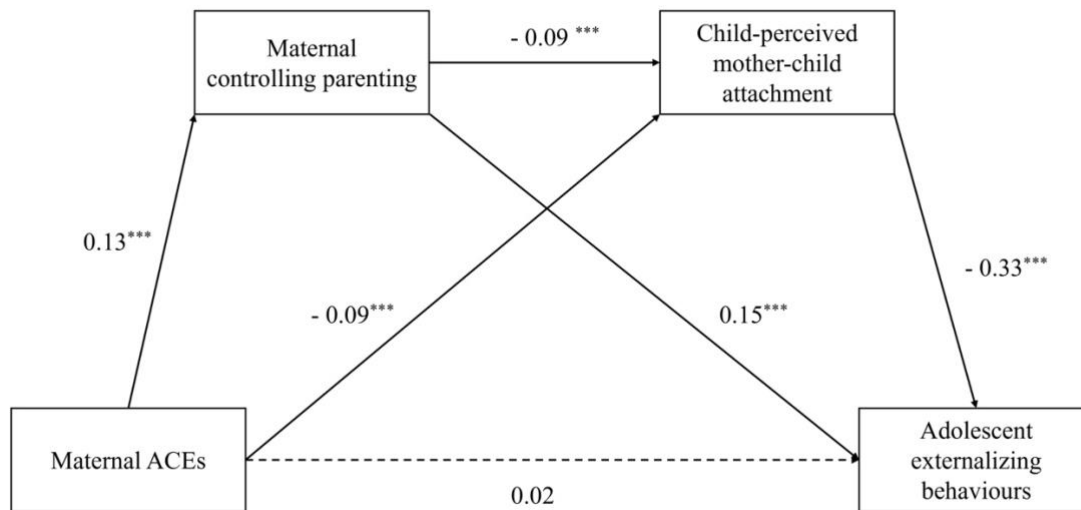 Maternal
controlling parenting
- 0.09 ***
Child-perceived
mother-child
attachment
0.13***
- 0.09***
0.15***
- 0.33***
Maternal ACEs
0.02
Adolescent
externalizing
behaviours